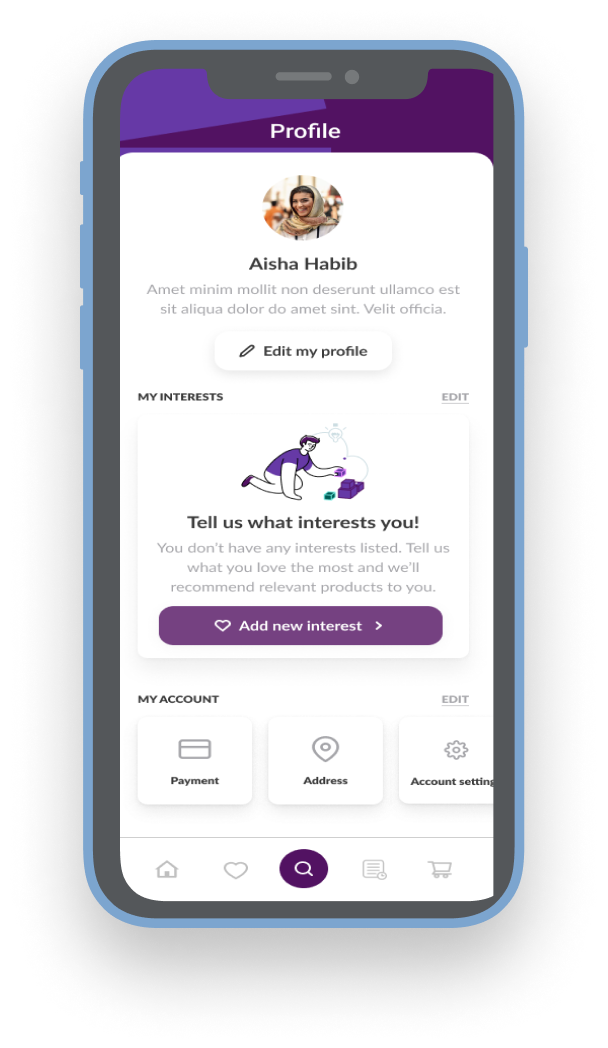 Profile
Aisha Habib
Amet minim mollit non deserunt ullamco est
sit aliqua dolor do amet sint. Velit officia.
Edit my profile
MY INTERESTS EDIT
Tell us what interests you!
You don't have any interests listed. Tell us
what you love the most and we'll
recommend relevant products to you.
Add new interest
MY ACCOUNT EDIT
Payment Address Account setting